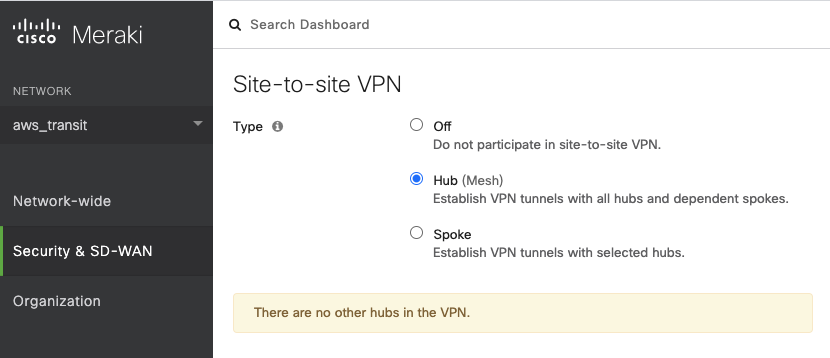 CISCO Meraki
Search Dashboard
NETWORK
aws_transit
Network-wide
Security & SD-WAN
Organization
Site-to-site VPN
Type
Off
Do not participate in site-to-site VPN.
Hub (Mesh)
Establish VPN tunnels with all hubs and dependent spokes.
Spoke
Establish VPN tunnels with selected hubs.
There are no other hubs in the VPN.